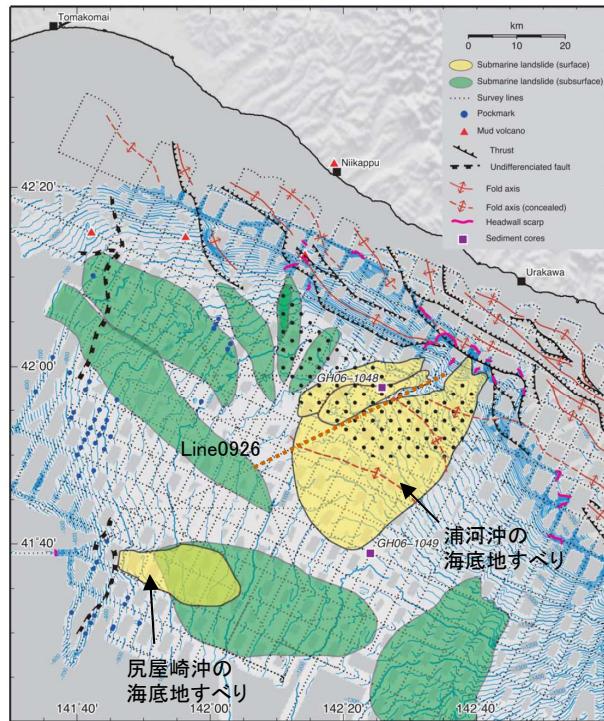 Tomakomai
km
0 10 20
Submarine landslide (surface)
Submarine landslide (subsurface)
Survey lines
Pockmark
Mud volcano
Thrust
Undifferenciated fault
Fold axis
Fold axis (concealed)
Headwall scarp
Sediment cores
Niikappu
42 20'
Urakawa
42 00'
GH06-1048
Line0926
41 40'
GH06-1049
浦河沖の
海底地すべり
尻屋崎沖の
海底地すべり
141 40'
142 00'
142 20'
142 40'